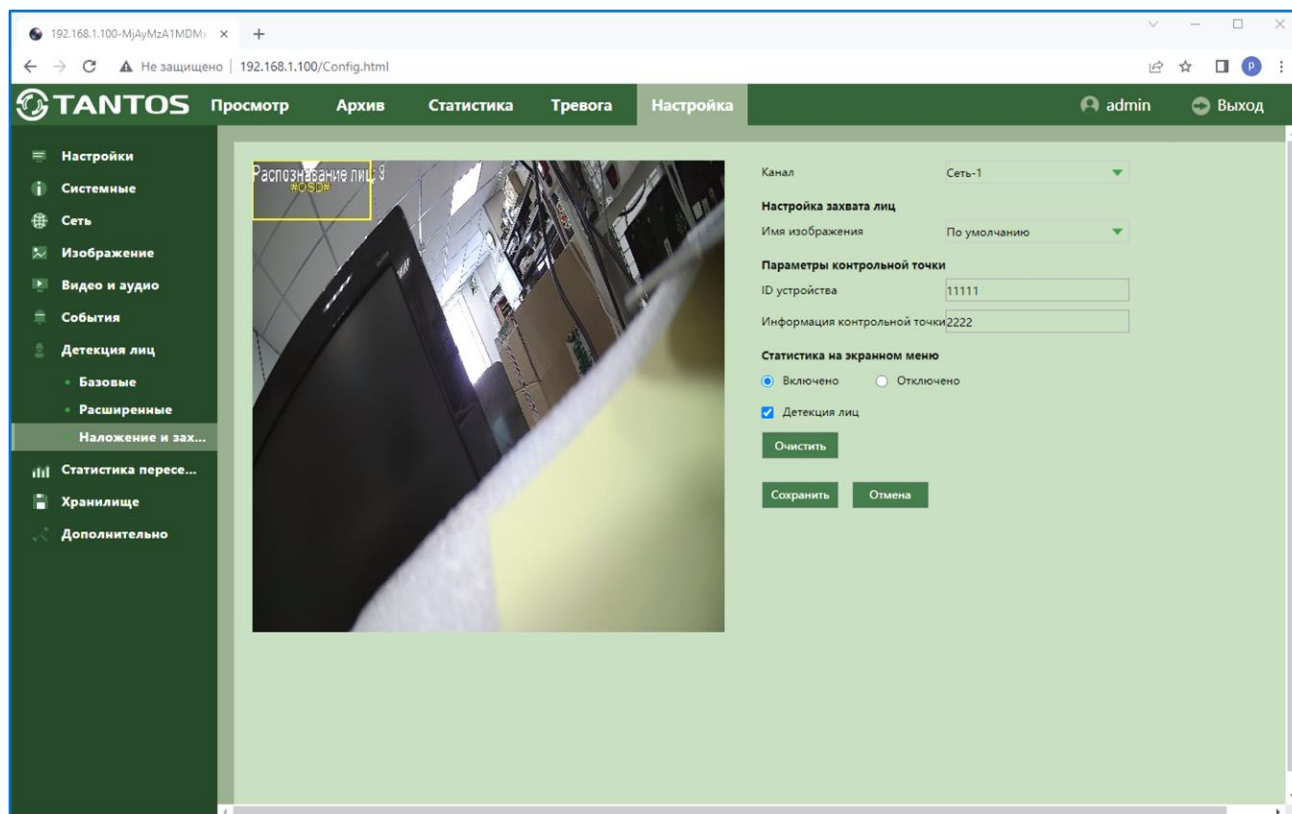 192.168.1.100-MjAyMzA1MDM
Не защищено 192.168.1.100/Config.html
P
TANTOS Просмотр Архив Статистика Тревога Настройка admin Выход
Настройки
Системные
Сеть
Изображение
Видео и аудио
События
Детекция лиц
Базовые
Расширенные
Наложение и зах...
Статистика пересе...
Хранилище
Дополнительно
Распознавание лиц: 9
#OSD#
Канал Сеть-1
Настройка захвата лиц
Имя изображения По умолчанию
Параметры контрольной точки
ID устройства 11111
Информация контрольной точки 2222
Статистика на экранном меню
Включено Отключено
Детекция лиц
Очистить
Сохранить Отмена